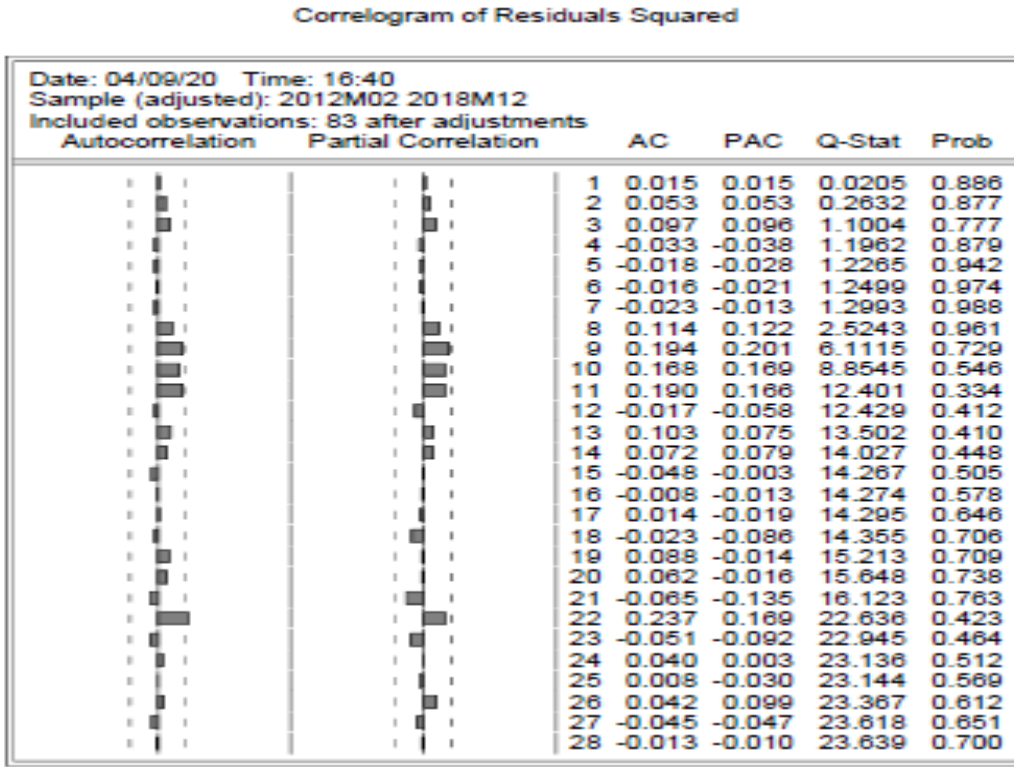 Correlogram of Residuals Squared
Date: 04/09/20 Time: 16:40
Sample (adjusted): 2012M02 2018M12
Included observations: 83 after adjustments
Autocorrelation Partial Correlation AC PAC Q-Stat Prob
1 0.015 0.015 0.0205 0.886
2 0.053 0.053 0.2632 0.877
3 0.097 0.096 1.1004 0.777
4 -0.033 -0.038 1.1962 0.879
5 -0.018 -0.028 1.2265 0.942
6 -0.016 -0.021 1.2499 0.974
7 -0.023 -0.013 1.2993 0.988
8 0.114 0.122 2.5243 0.961
9 0.194 0.201 6.1115 0.729
10 0.168 0.169 8.8545 0.546
11 0.190 0.166 12.401 0.334
12 -0.017 -0.058 12.429 0.412
13 0.103 0.075 13.502 0.410
14 0.072 0.079 14.027 0.448
15 -0.048 -0.003 14.267 0.505
16 -0.008 -0.013 14.274 0.578
17 0.014 -0.019 14.295 0.646
18 -0.023 -0.086 14.355 0.706
19 0.088 -0.014 15.213 0.709
20 0.062 -0.016 15.648 0.738
21 -0.065 -0.135 16.123 0.763
22 0.237 0.169 22.636 0.423
23 -0.051 -0.092 22.945 0.464
24 0.040 0.003 23.136 0.512
25 0.008 -0.030 23.144 0.569
26 0.042 0.099 23.367 0.612
27 -0.045 -0.047 23.618 0.651
28 -0.013 -0.010 23.639 0.700